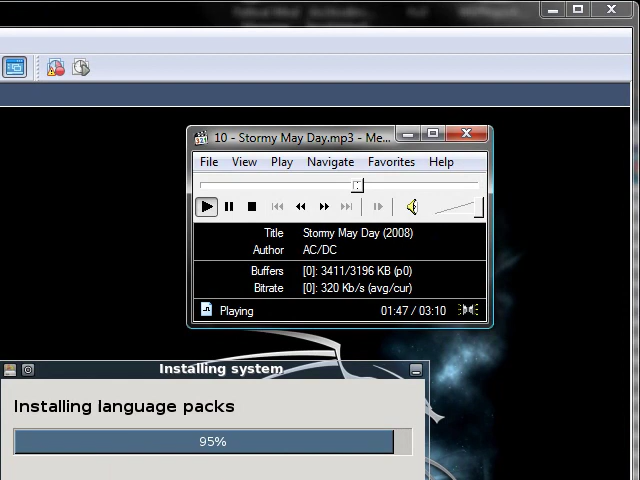 10 - Stormy May Day.mp3 - Me...
File View Play Navigate Favorites Help
Title Stormy May Day (2008)
Author AC/DC
Buffers [0]: 3411/3196 KB (p0)
Bitrate [0]: 320 Kb/s (avg/cur)
Playing 01:47 / 03:10
Installing system
Installing language packs
95%